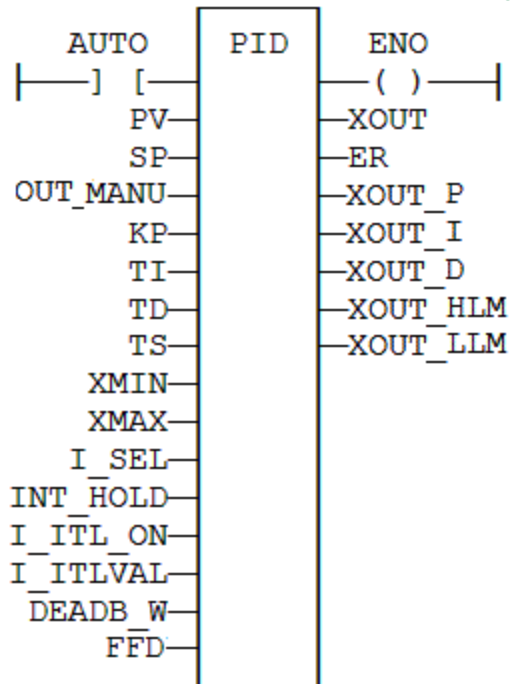 AUTO PID ENO
] [ ( )
PV XOUT
SP ER
OUT_MANU XOUT_P
KP XOUT_I
TI XOUT_D
TD XOUT_HLM
TS XOUT_LLM
XMIN
XMAX
I_SEL
INT_HOLD
I_ITL_ON
I_ITLVAL
DEADB_W
FFD